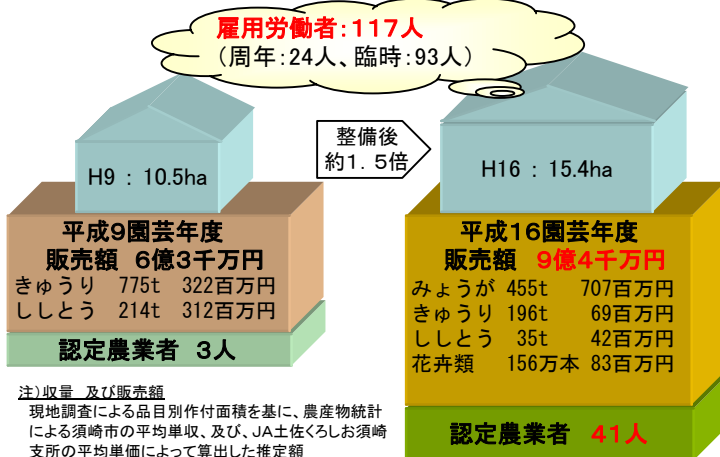 雇用労働者:117人
(周年:24人、臨時:93人)
整備後
約1.5倍
H9 : 10.5ha
平成9園芸年度
販売額 6億3千万円
きゅうり 775t 322百万円
ししとう 214t 312百万円
認定農業者 3人
H16 : 15.4ha
平成16園芸年度
販売額 9億4千万円
みょうが 455t 707百万円
きゅうり 196t 69百万円
ししとう 35t 42百万円
花卉類 156万本 83百万円
認定農業者 41人
注)収量 及び販売額
現地調査による品目別作付面積を基に、農産物統計
による須崎市の平均単収、及び、JA土佐くろしお須崎
支所の平均単価によって算出した推定額